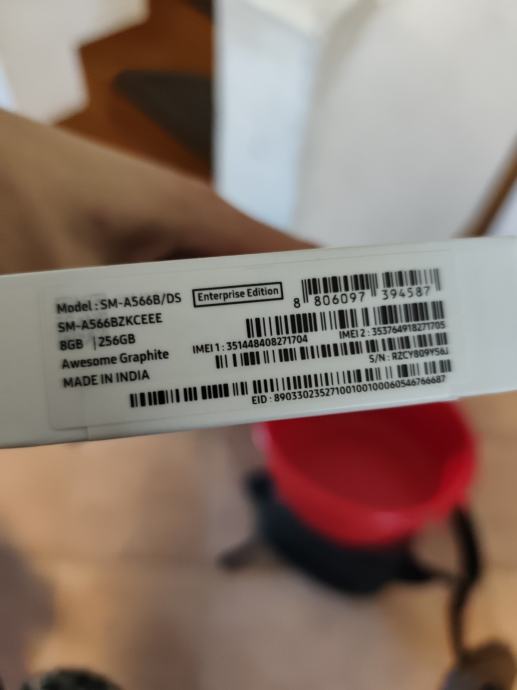 Model : SM-A566B/DS
Enterprise Edition
8 806097 394587
SM-A566BZKCEEE
8GB | 256GB
IMEI 1 : 351448408271704
IMEI 2 : 353764918271705
Awesome Graphite
S/N : RZCY809Y56J
MADE IN INDIA
EID : 89033023527100100100060546766687